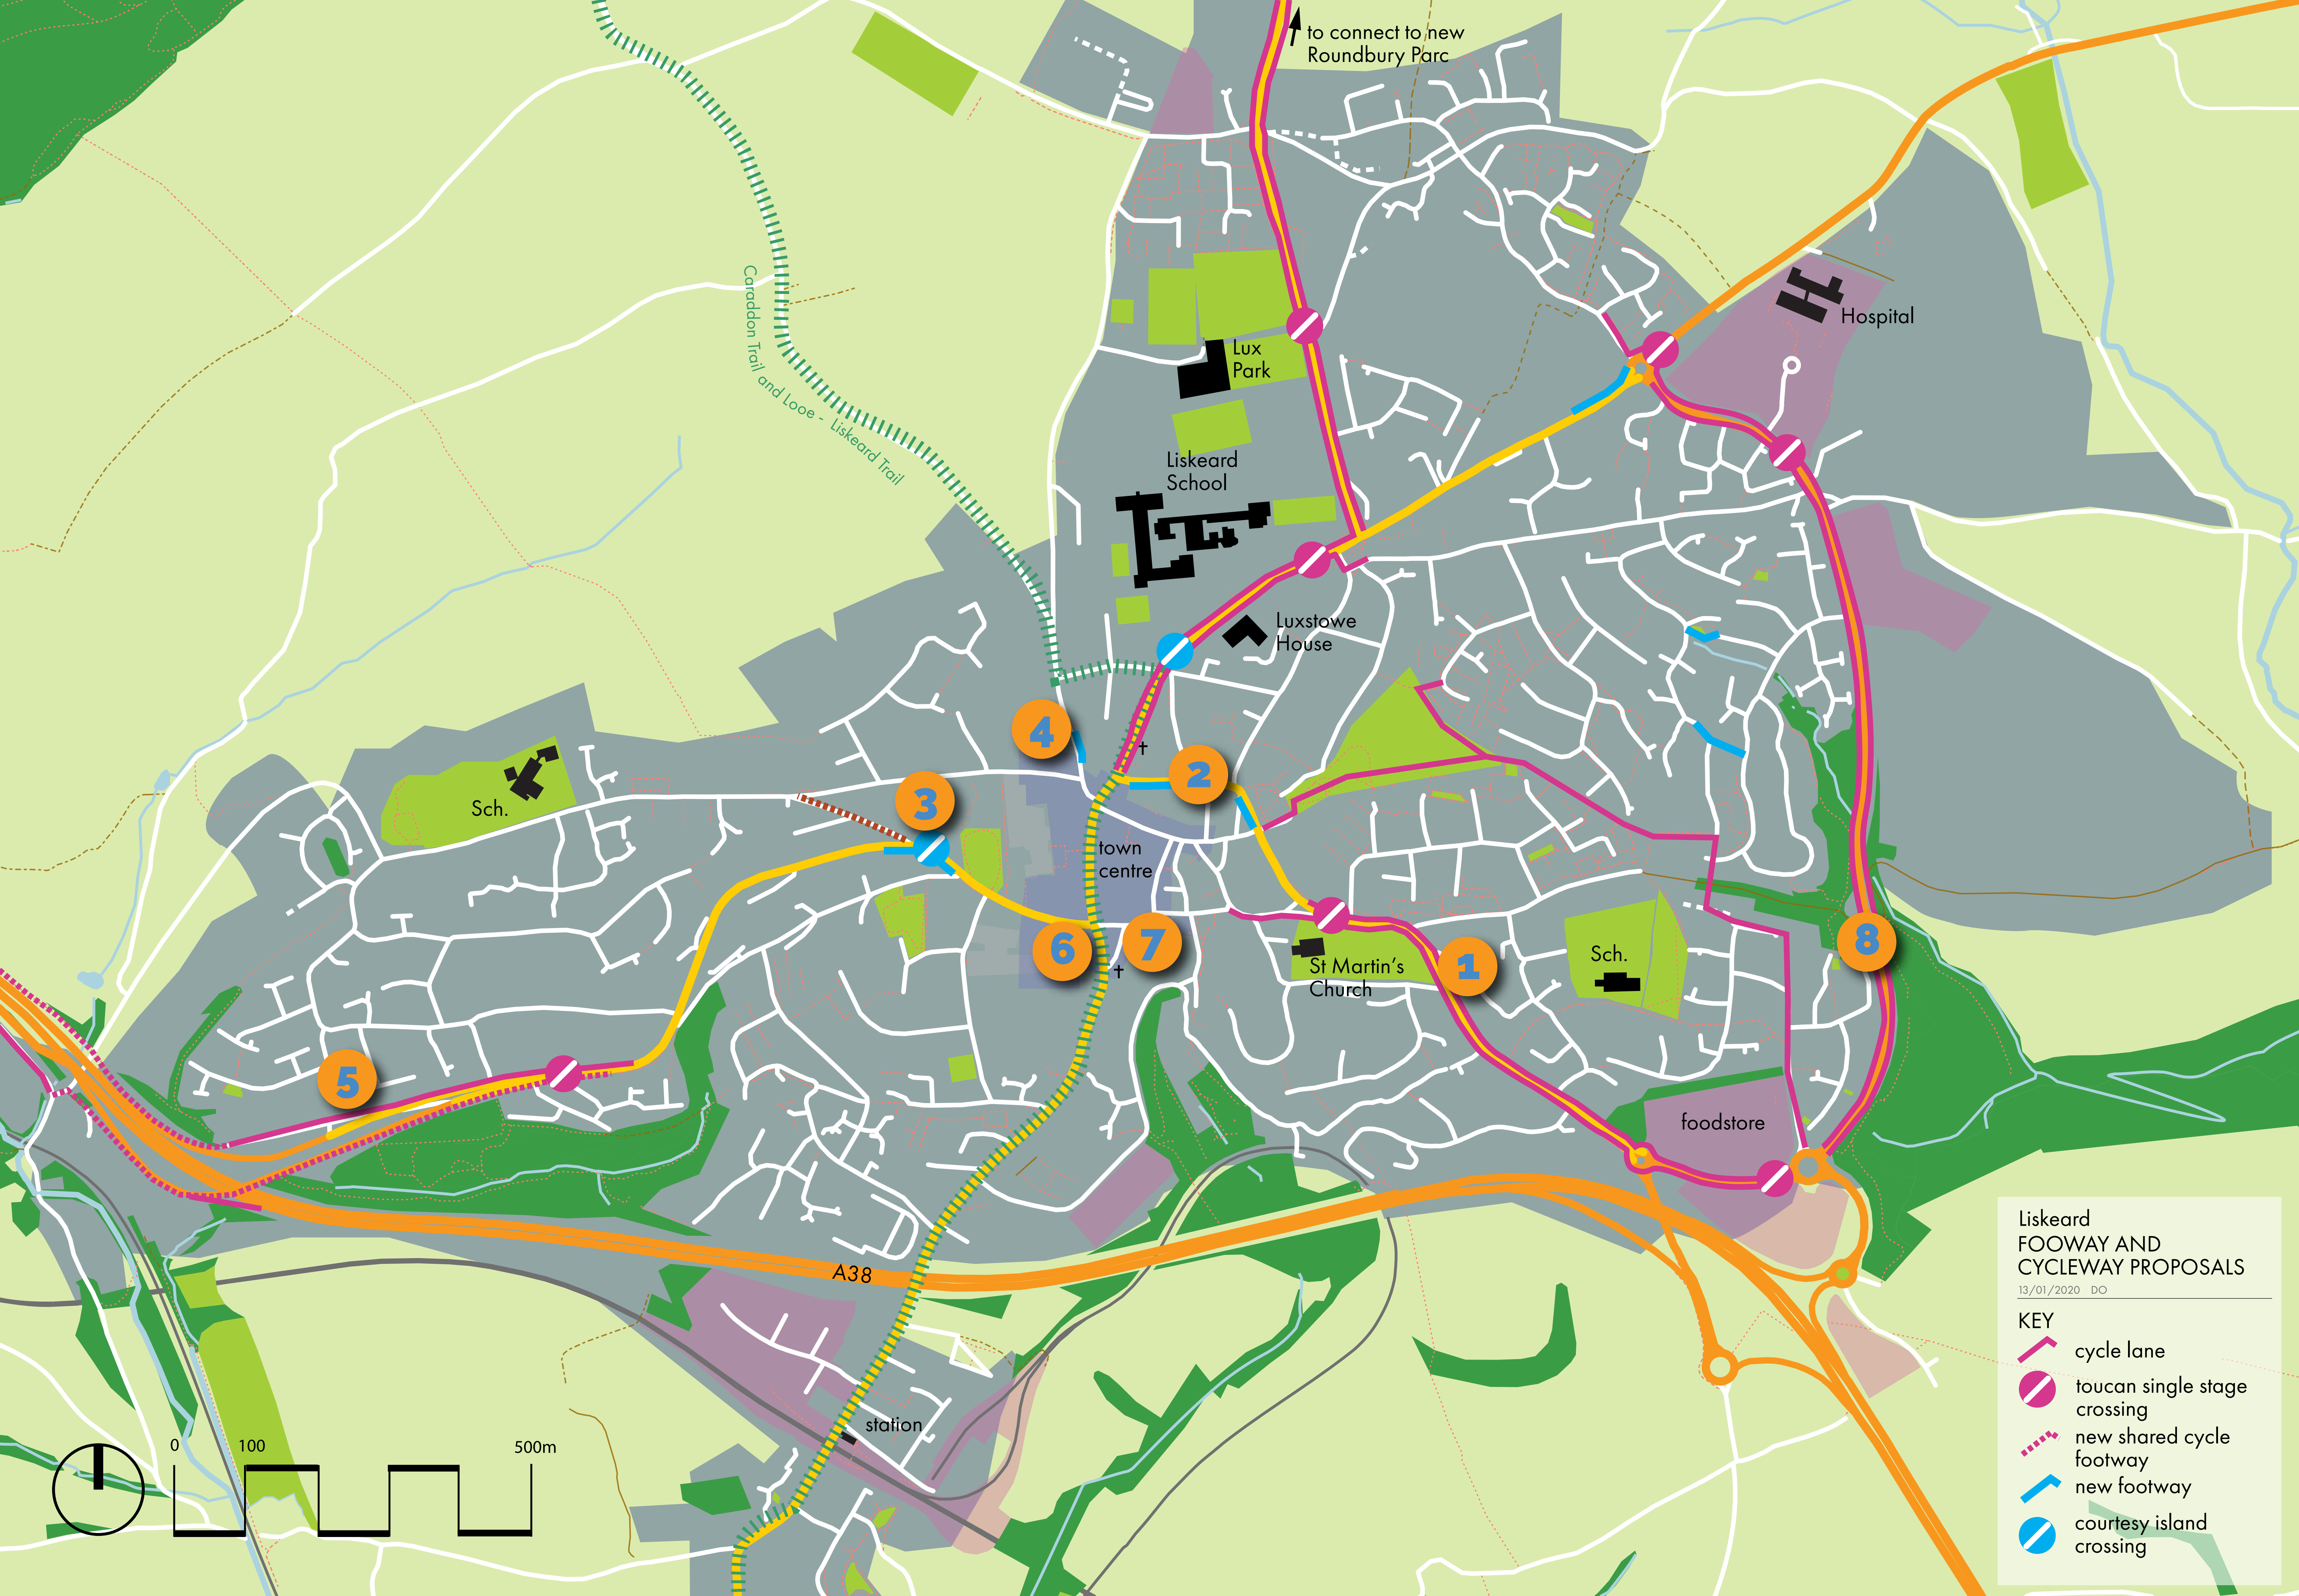 to connect to new
Roundbury Parc
Hospital
Caraddon Trail and Looe - Liskeard Trail
Lux
Park
Liskeard
School
Luxstowe
House
4
2
3
Sch.
town
centre
6
7
8
St Martin's
Church
1
Sch.
5
foodstore
A38
station
0
100
500m
Liskeard
FOOWAY AND
CYCLEWAY PROPOSALS
13/01/2020 DO
KEY
cycle lane
toucan single stage
crossing
new shared cycle
footway
new footway
courtesy island
crossing